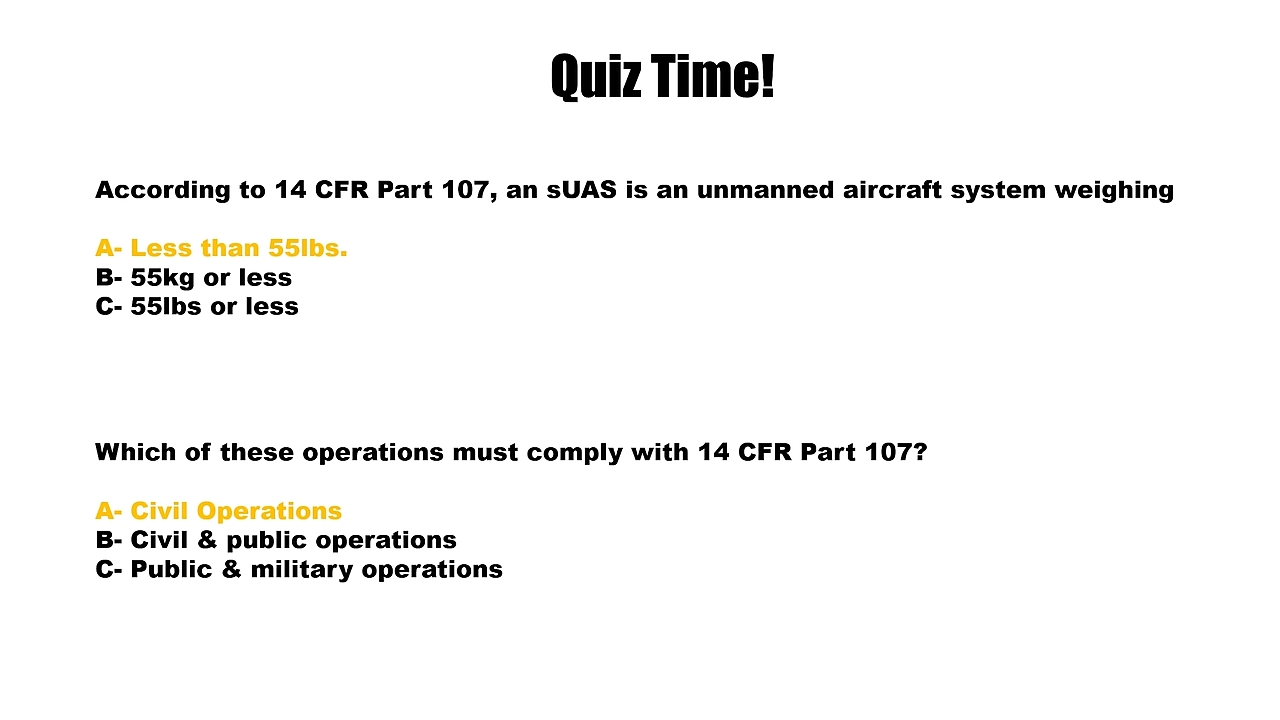 Quiz Time!
According to 14 CFR Part 107, an sUAS is an unmanned aircraft system weighing
A- Less than 55lbs.
B- 55kg or less
C- 55lbs or less
Which of these operations must comply with 14 CFR Part 107?
A- Civil Operations
B- Civil & public operations
C- Public & military operations